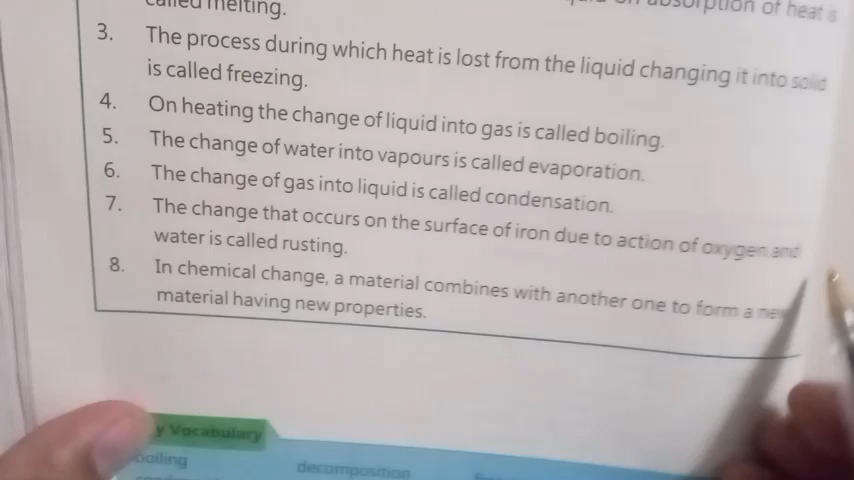 called melting.
on absorption of heat is
3. The process during which heat is lost from the liquid changing it into solid
is called freezing.
4. On heating the change of liquid into gas is called boiling.
5. The change of water into vapours is called evaporation.
6. The change of gas into liquid is called condensation.
7. The change that occurs on the surface of iron due to action of oxygen and
water is called rusting.
8. In chemical change, a material combines with another one to form a new
material having new properties.
y Vocabulary
boiling decomposition